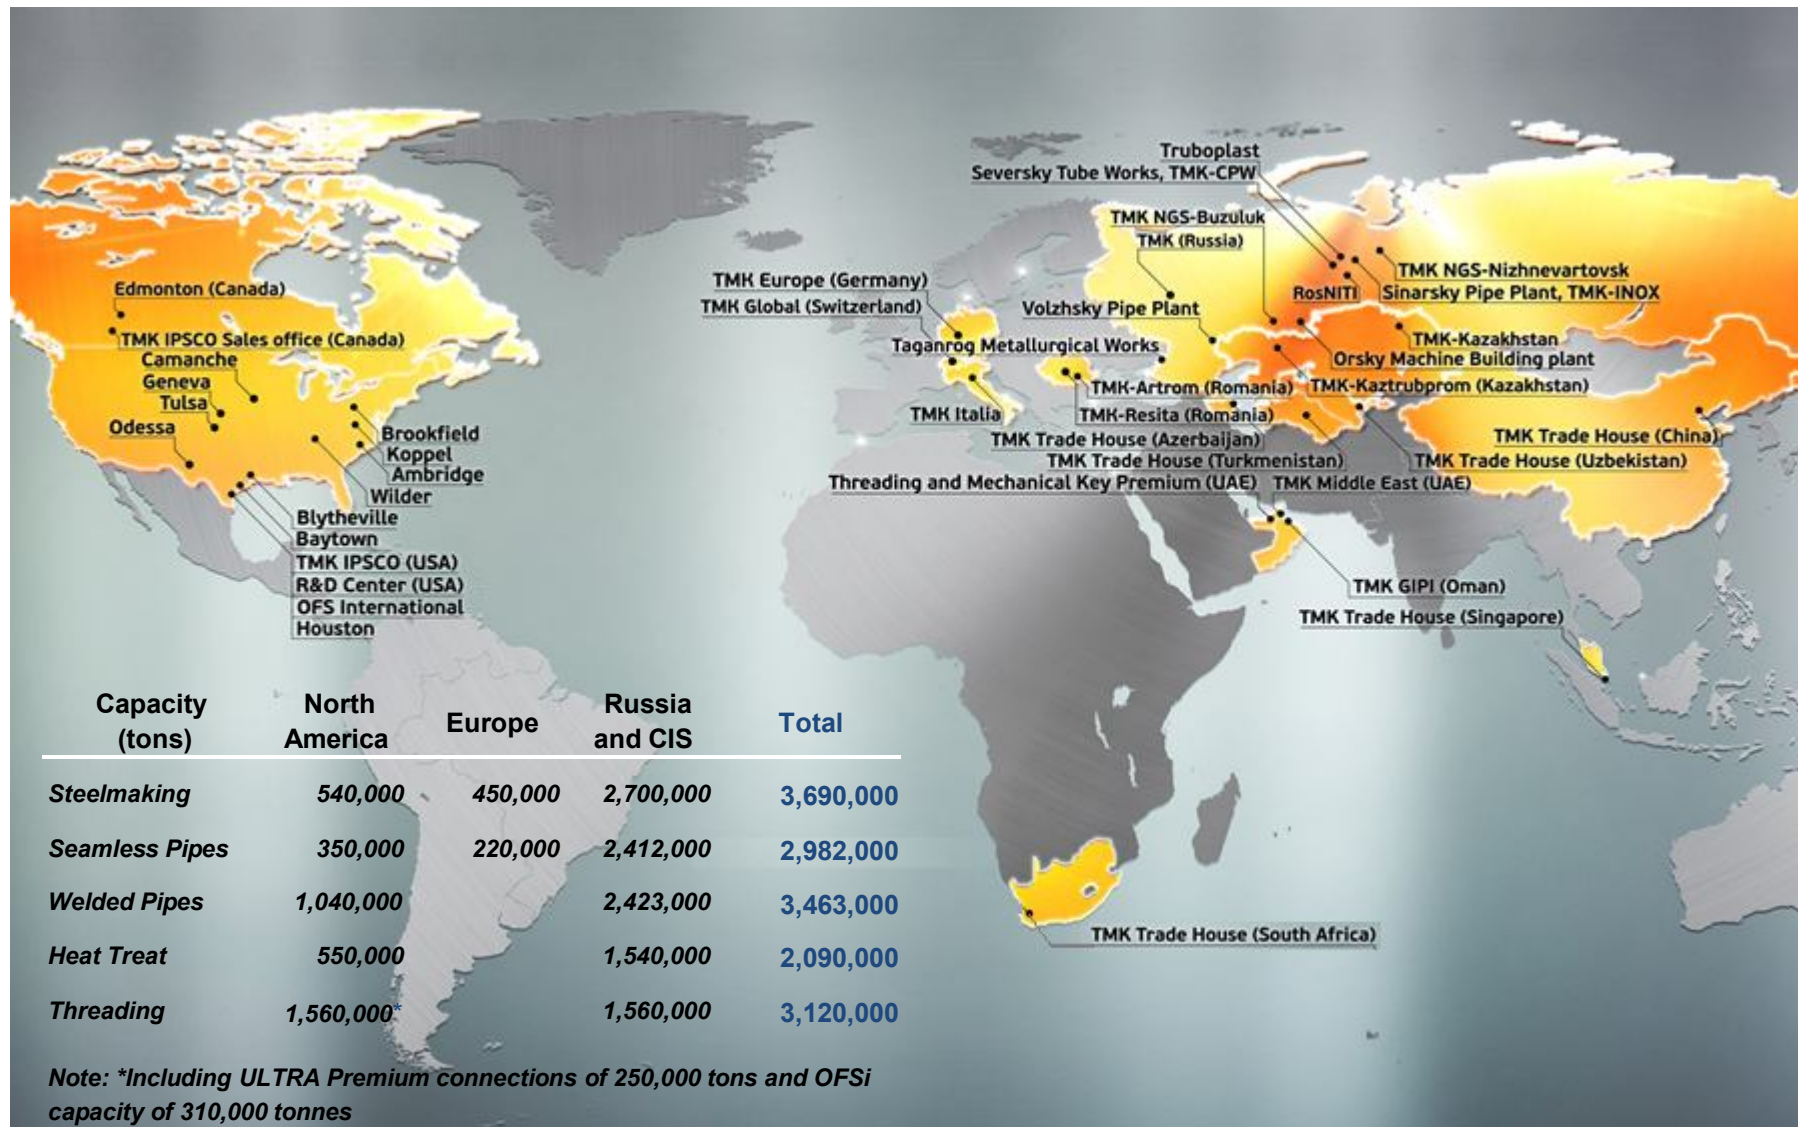 Truboplast
Seversky Tube Works, TMK-CPW
TMK NGS-Buzuluk
TMK (Russia)
TMK Europe (Germany)
TMK NGS-Nizhnevartovsk
Edmonton (Canada)
RosNITI
Sinarsky Pipe Plant, TMK-INOX
TMK Global (Switzerland)
Volzhsky Pipe Plant
TMK IPSCO Sales office (Canada)
TMK-Kazakhstan
Taganrog Metallurgical Works
Camanche
Orsky Machine Building plant
Geneva
TMK-Artrom (Romania)
TMK-Kaztrubprom (Kazakhstan)
Tulsa
TMK Italia
TMK-Resita (Romania)
Odessa
Brookfield
TMK Trade House (Azerbaijan)
TMK Trade House (China)
Koppel
TMK Trade House (Turkmenistan)
TMK Trade House (Uzbekistan)
Ambridge
Threading and Mechanical Key Premium (UAE)
TMK Middle East (UAE)
Wilder
Blytheville
Baytown
TMK IPSCO (USA)
R&D Center (USA)
TMK GIPI (Oman)
OFS International
TMK Trade House (Singapore)
Houston
Capacity (tons) North America Europe Russia and CIS Total
Steelmaking 540,000 450,000 2,700,000 3,690,000
Seamless Pipes 350,000 220,000 2,412,000 2,982,000
Welded Pipes 1,040,000 2,423,000 3,463,000
TMK Trade House (South Africa)
Heat Treat 550,000 1,540,000 2,090,000
Threading 1,560,000* 1,560,000 3,120,000
Note: *Including ULTRA Premium connections of 250,000 tons and OFSi
capacity of 310,000 tonnes